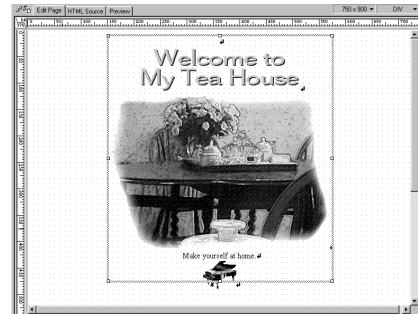 Edit Page HTML Source Preview 750 x 900 DIV
Welcome to
My Tea House
Make yourself at home.